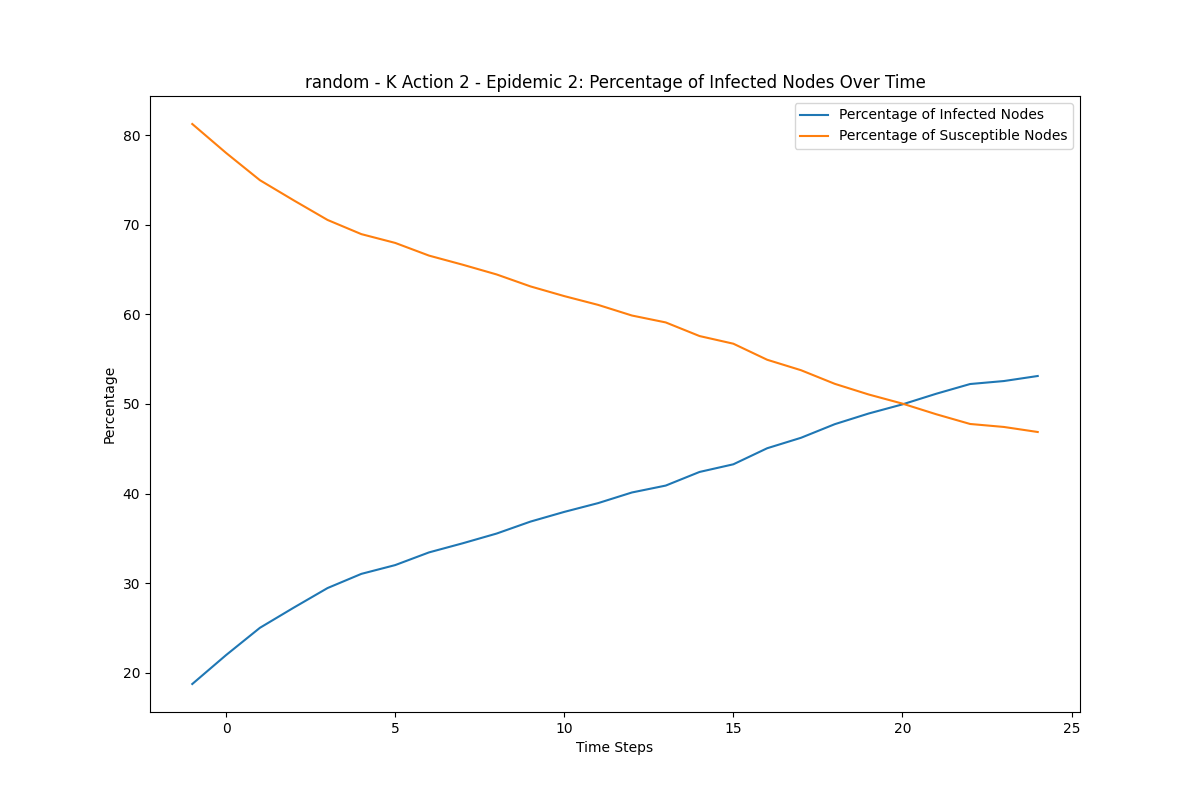 random - K Action 2 - Epidemic 2: Percentage of Infected Nodes Over Time
Percentage of Infected Nodes
Percentage of Susceptible Nodes
Percentage
80
70
60
50
40
30
20
0 5 10 15 20 25
Time Steps